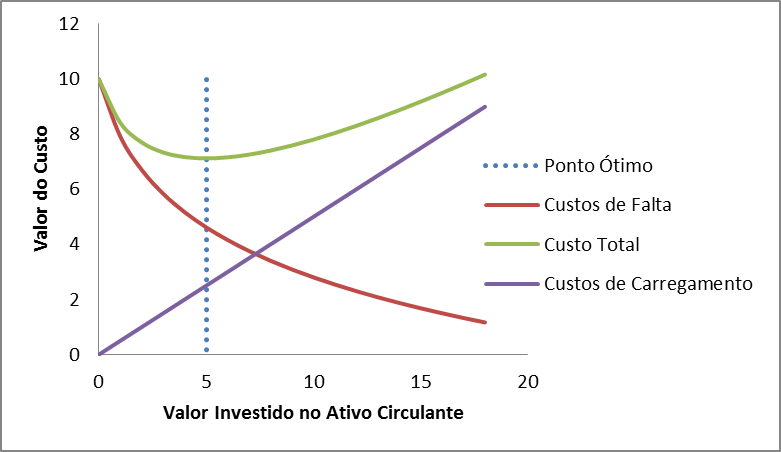 Valor do Custo
12
10
8
6
4
2
0
0 5 10 15 20
Valor Investido no Ativo Circulante
Ponto Ótimo
Custos de Falta
Custo Total
Custos de Carregamento